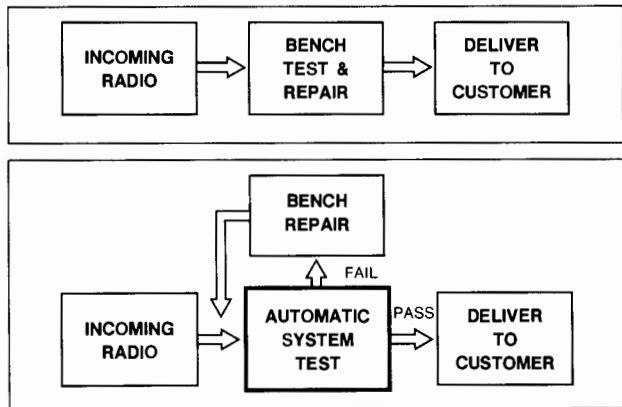 INCOMING
RADIO
BENCH
TEST &
REPAIR
DELIVER
TO
CUSTOMER
BENCH
REPAIR
FAIL
INCOMING
RADIO
AUTOMATIC
SYSTEM
TEST
PASS
DELIVER
TO
CUSTOMER